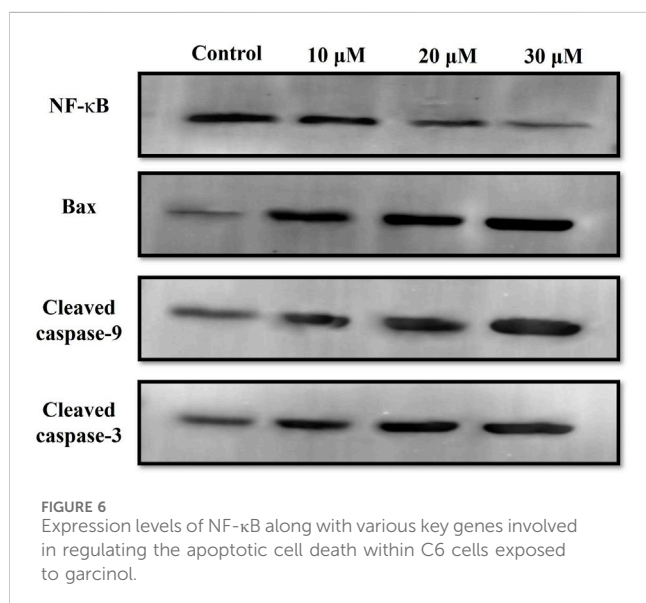 Control 10 μM 20 μM 30 μM
NF-κB
Bax
Cleaved
caspase-9
Cleaved
caspase-3
FIGURE 6
Expression levels of NF-κB along with various key genes involved
in regulating the apoptotic cell death within C6 cells exposed
to garcinol.